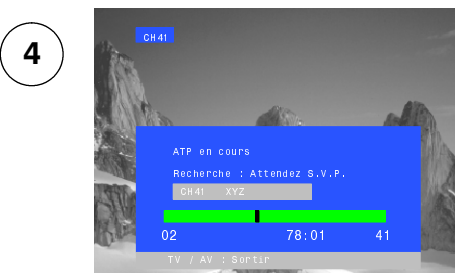 4
CH41
ATP en cours
Recherche : Attendez S.V.P.
CH41 XYZ
02 78:01 41
TV / AV : Sortir